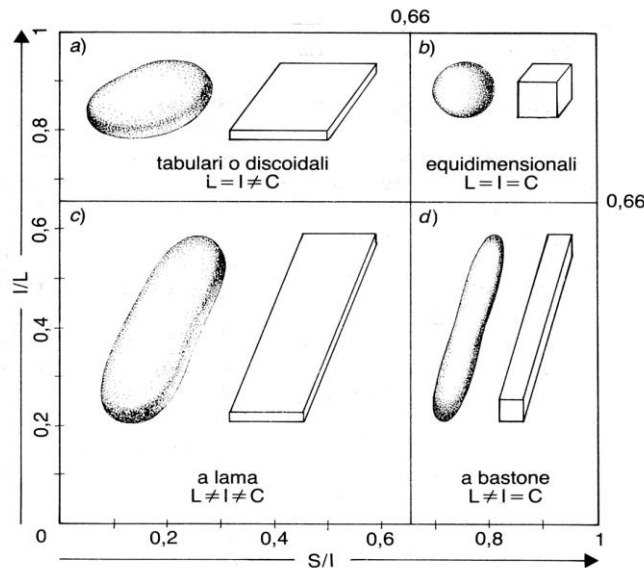 0,66
1
a)
b)
0,8
tabulari o discoidali
L = I ≠ C
equidimensionali
L = I = C
0,66
0,6
c)
d)
I/L
0,4
0,2
a lama
L ≠ I ≠ C
a bastone
L ≠ I = C
0
0,2
0,4
0,6
0,8
1
S/I